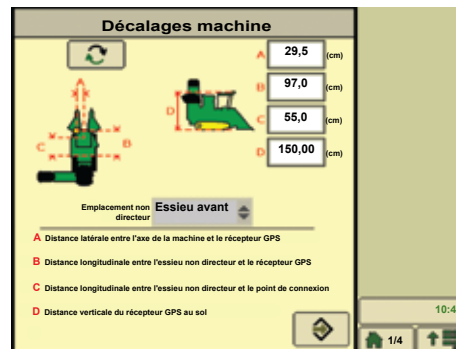 Décalages machine
A 29,5 (cm)
B 97,0 (cm)
C 55,0 (cm)
D 150,00 (cm)
A
D
C B
Emplacement non
directeur
Essieu avant
A Distance latérale entre l'axe de la machine et le récepteur GPS
B Distance longitudinale entre l'essieu non directeur et le récepteur GPS
C Distance longitudinale entre l'essieu non directeur et le point de connexion
D Distance verticale du récepteur GPS au sol
10:4
1/4